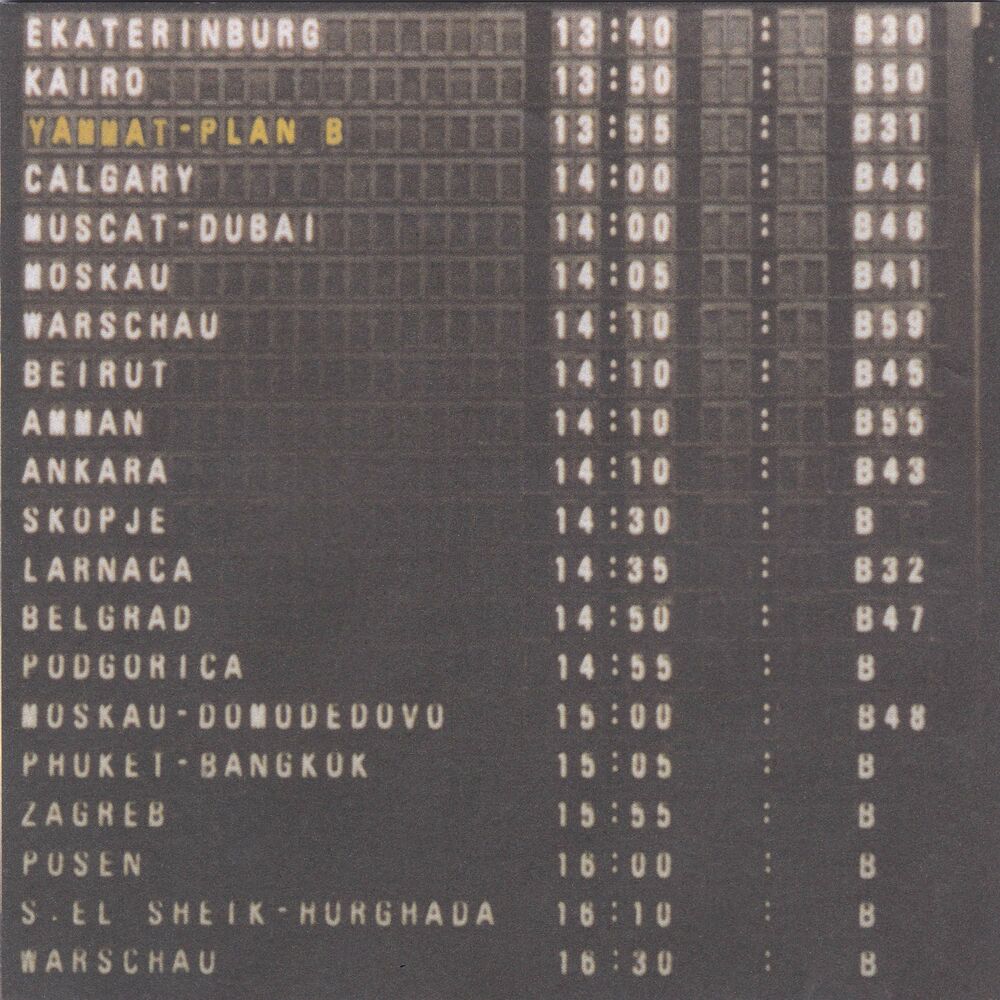 EKATERINBURG 13:40 : B30
KAIRO 13:50 : B50
YAMMAT-PLAN B 13:55 : B31
CALGARY 14:00 : B44
MUSCAT-DUBAI 14:00 : B46
MOSKAU 14:05 : B41
WARSCHAU 14:10 : B59
BEIRUT 14:10 : B45
AMMAN 14:10 : B55
ANKARA 14:10 : B43
SKOPJE 14:30 : B
LARNACA 14:35 : B32
BELGRAD 14:50 : B47
PODGORICA 14:55 : B
MOSKAU-DOMODEDOVO 15:00 : B48
PHUKET-BANGKOK 15:05 : B
ZAGREB 15:55 : B
POSEN 16:00 : B
S.EL SHEIK-HURGHADA 16:10 : B
WARSCHAU 16:30 : B